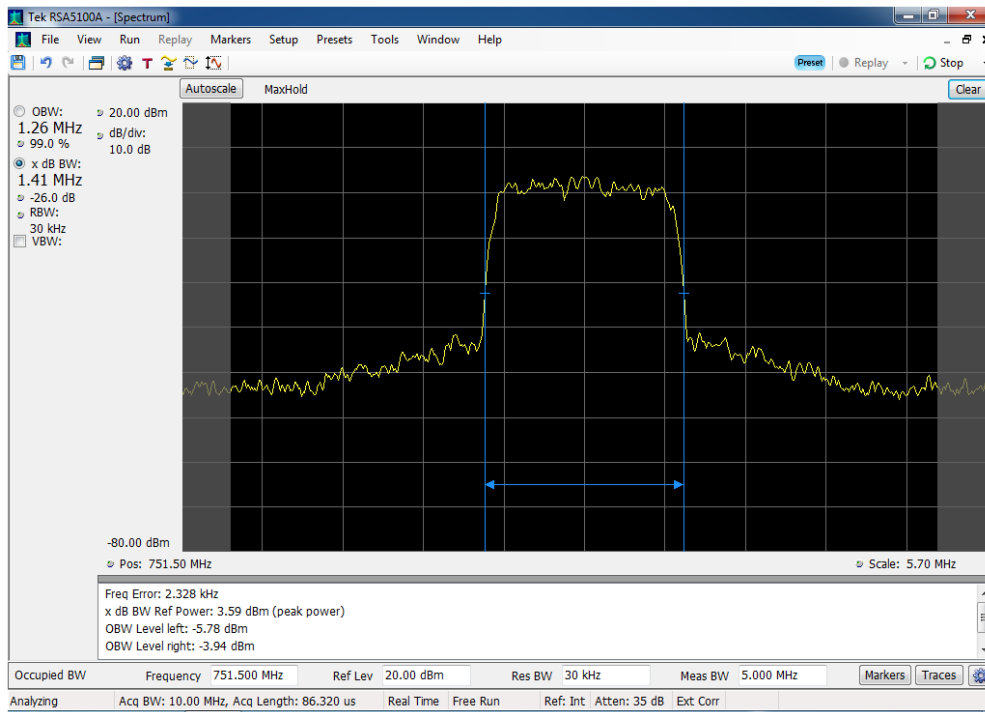 Tek RSA5100A - [Spectrum]
File View Run Replay Markers Setup Presets Tools Window Help
T Preset Replay Stop
Autoscale MaxHold Clear
OBW:
1.26 MHz
99.0 %
x dB BW:
1.41 MHz
-26.0 dB
RBW:
30 kHz
VBW:
20.00 dBm
dB/div:
10.0 dB
-80.00 dBm
Pos: 751.50 MHz Scale: 5.70 MHz
Freq Error: 2.328 kHz
x dB BW Ref Power: 3.59 dBm (peak power)
OBW Level left: -5.78 dBm
OBW Level right: -3.94 dBm
Occupied BW Frequency 751.500 MHz Ref Lev 20.00 dBm Res BW 30 kHz Meas BW 5.000 MHz Markers Traces
Analyzing Acq BW: 10.00 MHz, Acq Length: 86.320 us Real Time Free Run Ref: Int Atten: 35 dB Ext Corr